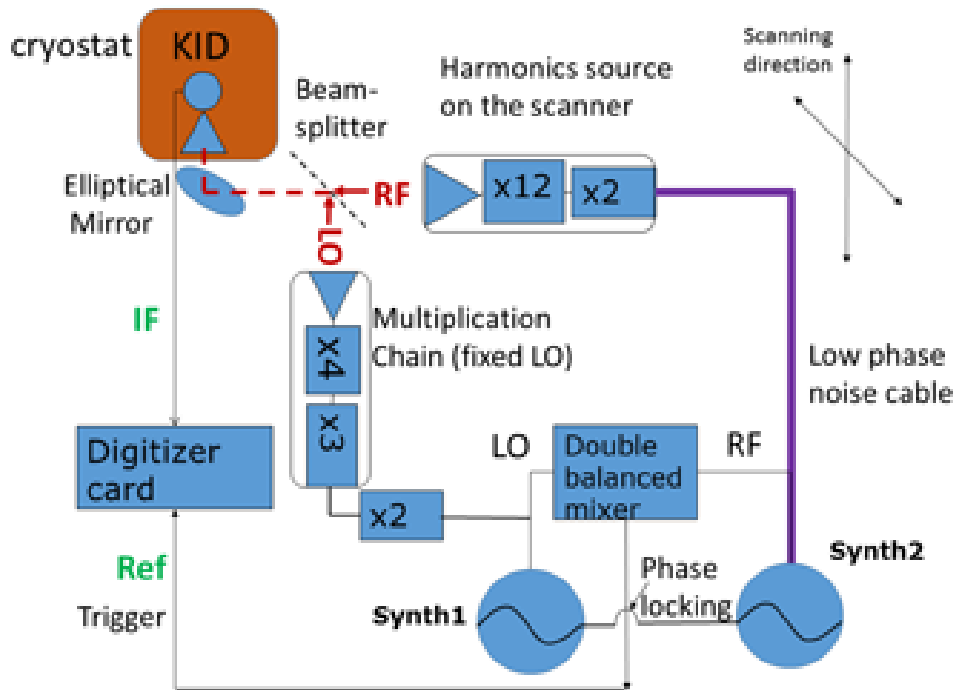 cryostat
KID
Beam-
splitter
Harmonics source
on the scanner
Scanning
direction
Elliptical
Mirror
RF
x12
x2
LO
IF
x4
x3
Multiplication
Chain (fixed LO)
Low phase
noise cable
Digitizer
card
x2
LO
Double
balanced
mixer
RF
Ref
Trigger
Synth1
Phase
locking
Synth2